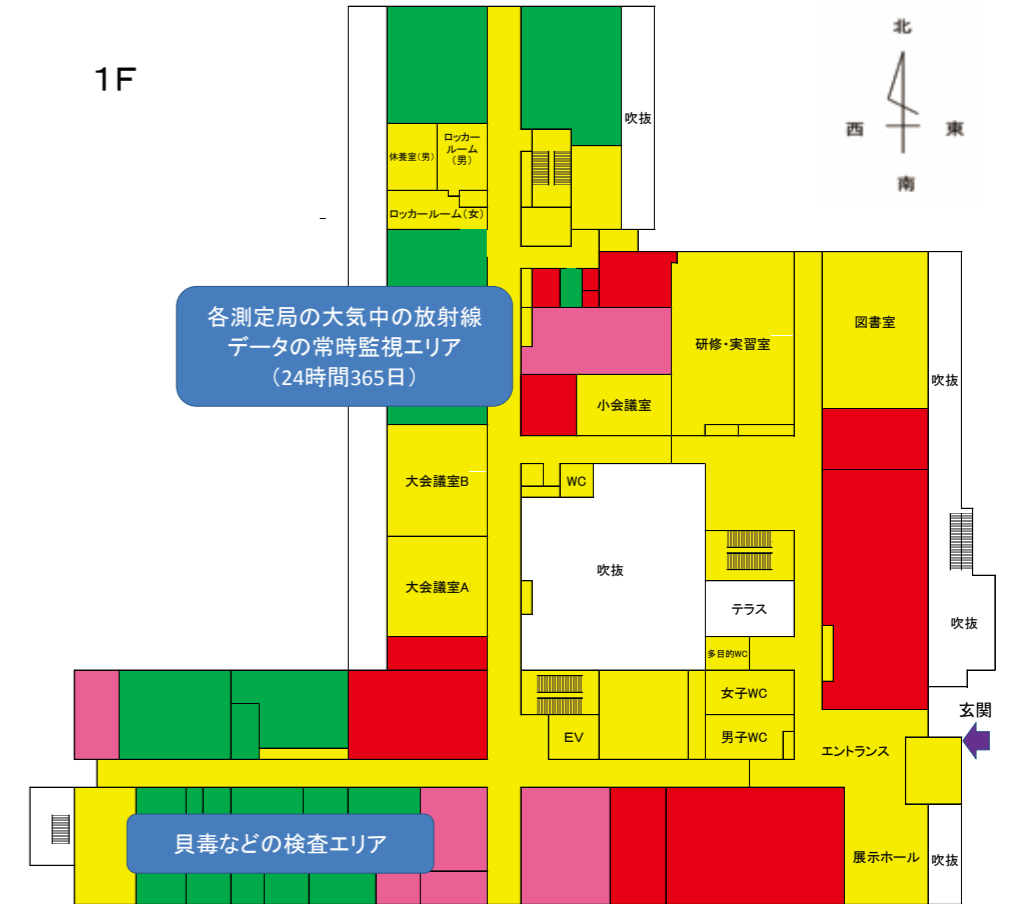 北
1F
西
東
南
吹抜
ロッカー
ルーム
(男)
休養室(男)
ロッカールーム(女)
各測定局の大気中の放射線
データの常時監視エリア
(24時間365日)
研修・実習室
図書室
吹抜
小会議室
大会議室B
WC
吹抜
大会議室A
テラス
吹抜
多目的WC
女子WC
玄関
EV
男子WC
エントランス
貝毒などの検査エリア
展示ホール
吹抜